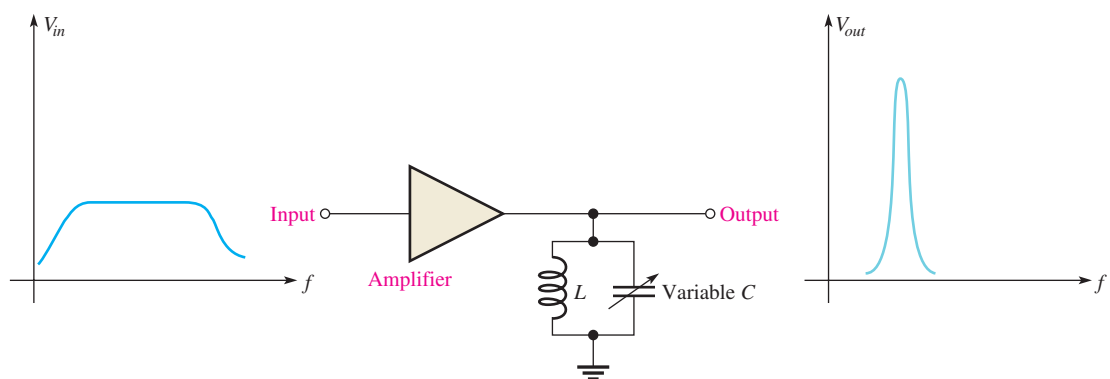 V_in
V_out
Input
Output
Amplifier
L
Variable C
f
f